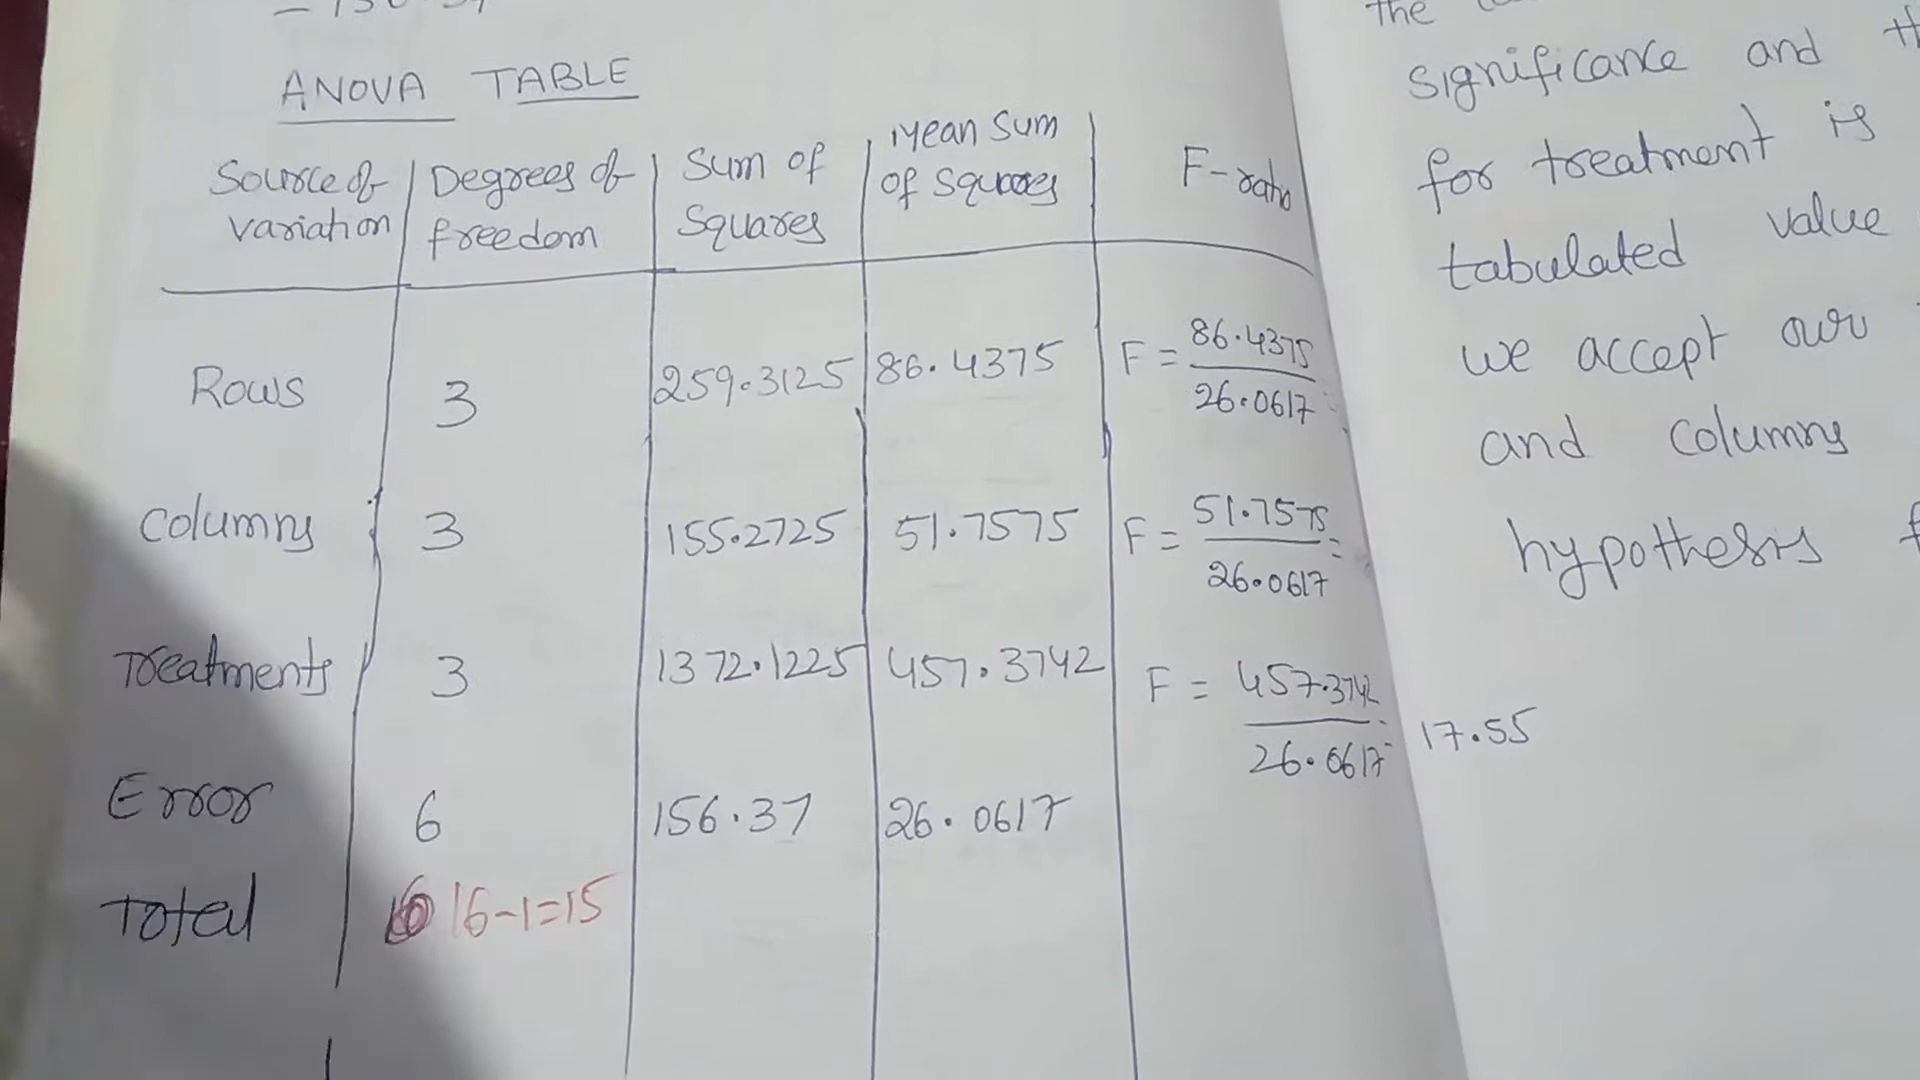 ANOVA TABLE
Source of variation | Degrees of freedom | Sum of Squares | Mean Sum of Squares | F-ratio
Rows | 3 | 259.3125 | 86.4375 | F = 86.4375 / 26.0617
Columns | 3 | 155.2725 | 51.7575 | F = 51.7575 / 26.0617 =
Treatments | 3 | 1372.1225 | 457.3742 | F = 457.3742 / 26.0617 = 17.55
Error | 6 | 156.37 | 26.0617
Total | 16-1=15
the
significance and
for treatment is
tabulated value
we accept our
and columns
hypothesis